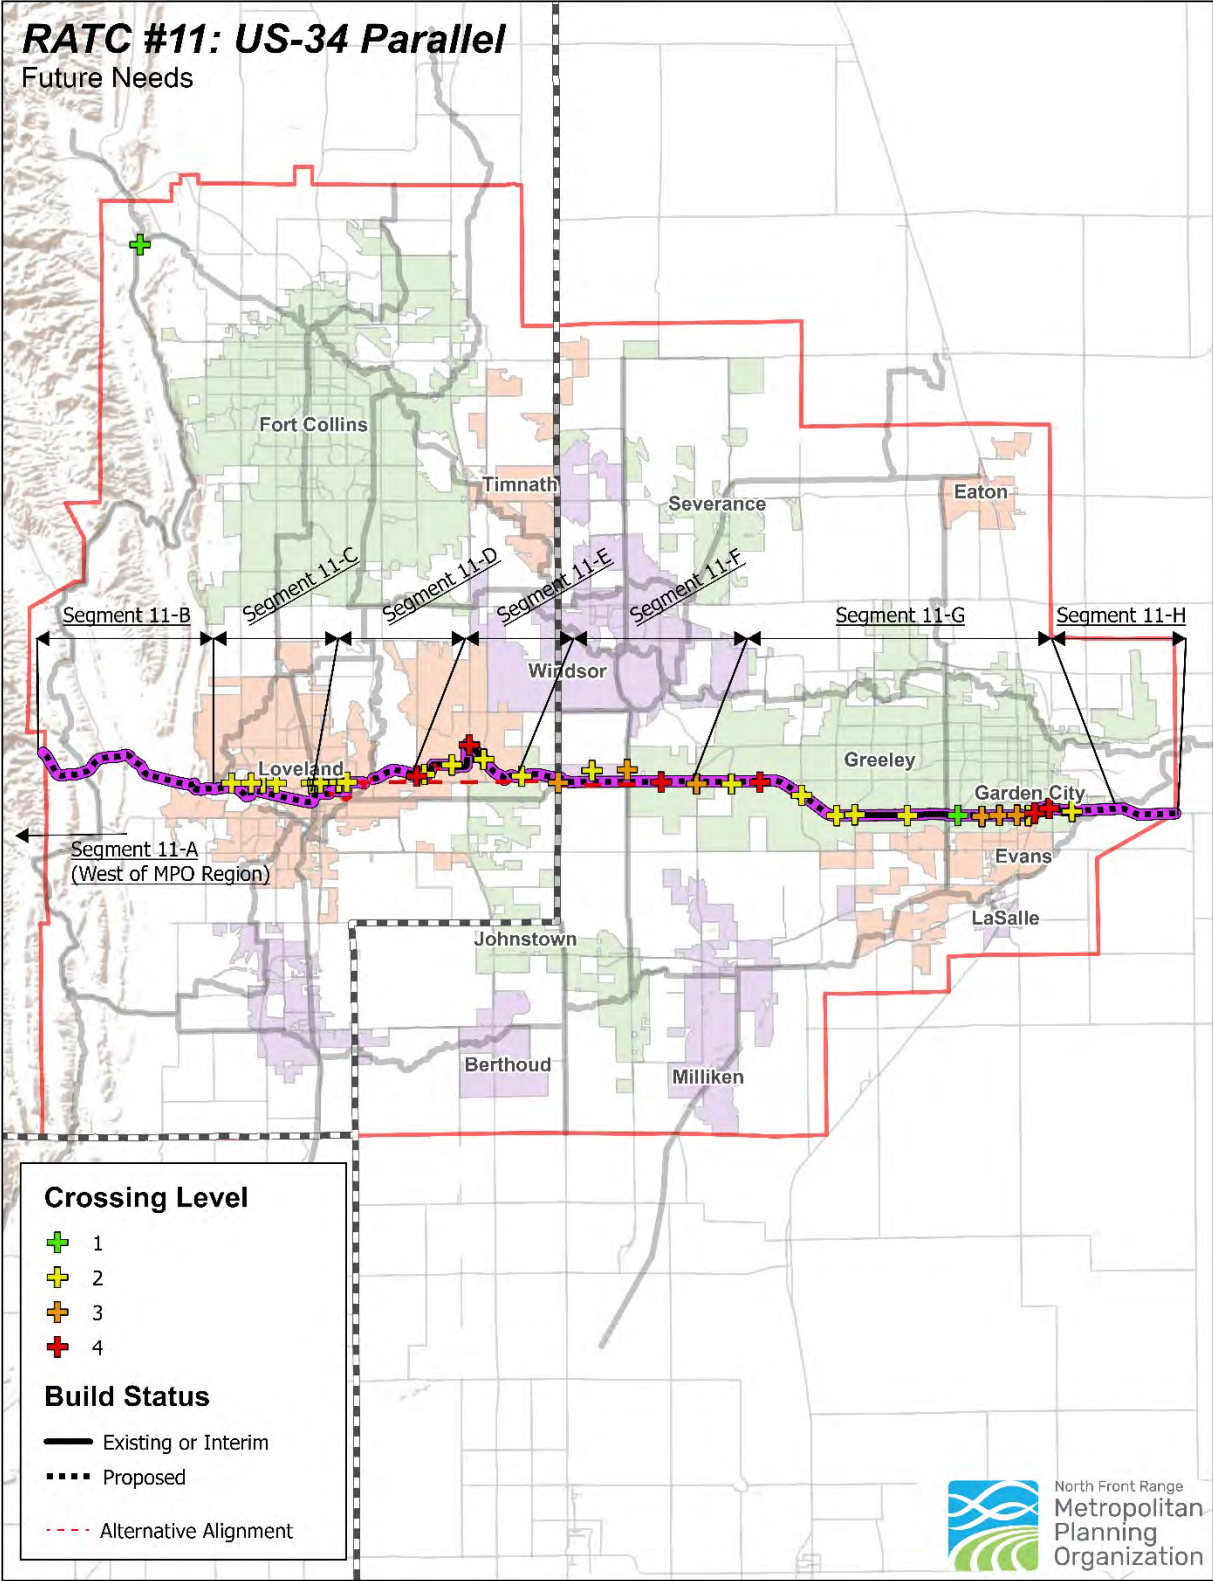 RATC #11: US-34 Parallel
Future Needs
Fort Collins
Timnath
Severance
Eaton
Segment 11-B
Segment 11-C
Segment 11-D
Segment 11-E
Segment 11-F
Segment 11-G
Segment 11-H
Windsor
Loveland
Greeley
Garden City
Segment 11-A
(West of MPO Region)
Evans
LaSalle
Johnstown
Berthoud
Milliken
Crossing Level
1
2
3
4
Build Status
Existing or Interim
Proposed
Alternative Alignment
North Front Range
Metropolitan
Planning
Organization